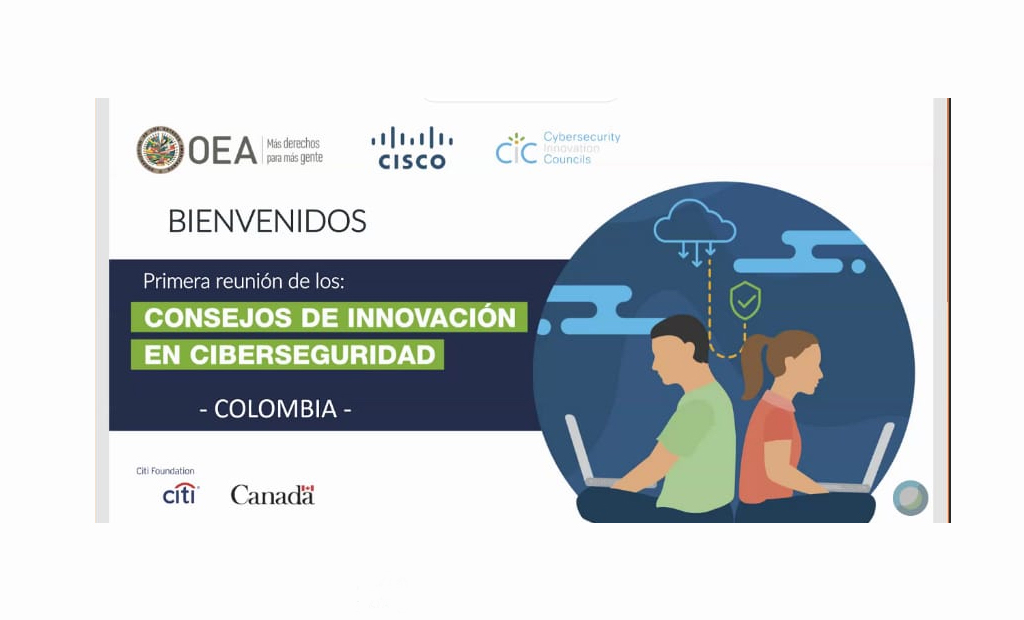 OEA
Más derechos
para más gente
CISCO
CIC
Cybersecurity
Innovation
Councils
BIENVENIDOS
Primera reunión de los:
CONSEJOS DE INNOVACIÓN
EN CIBERSEGURIDAD
- COLOMBIA -
Citi Foundation
citi
Canada